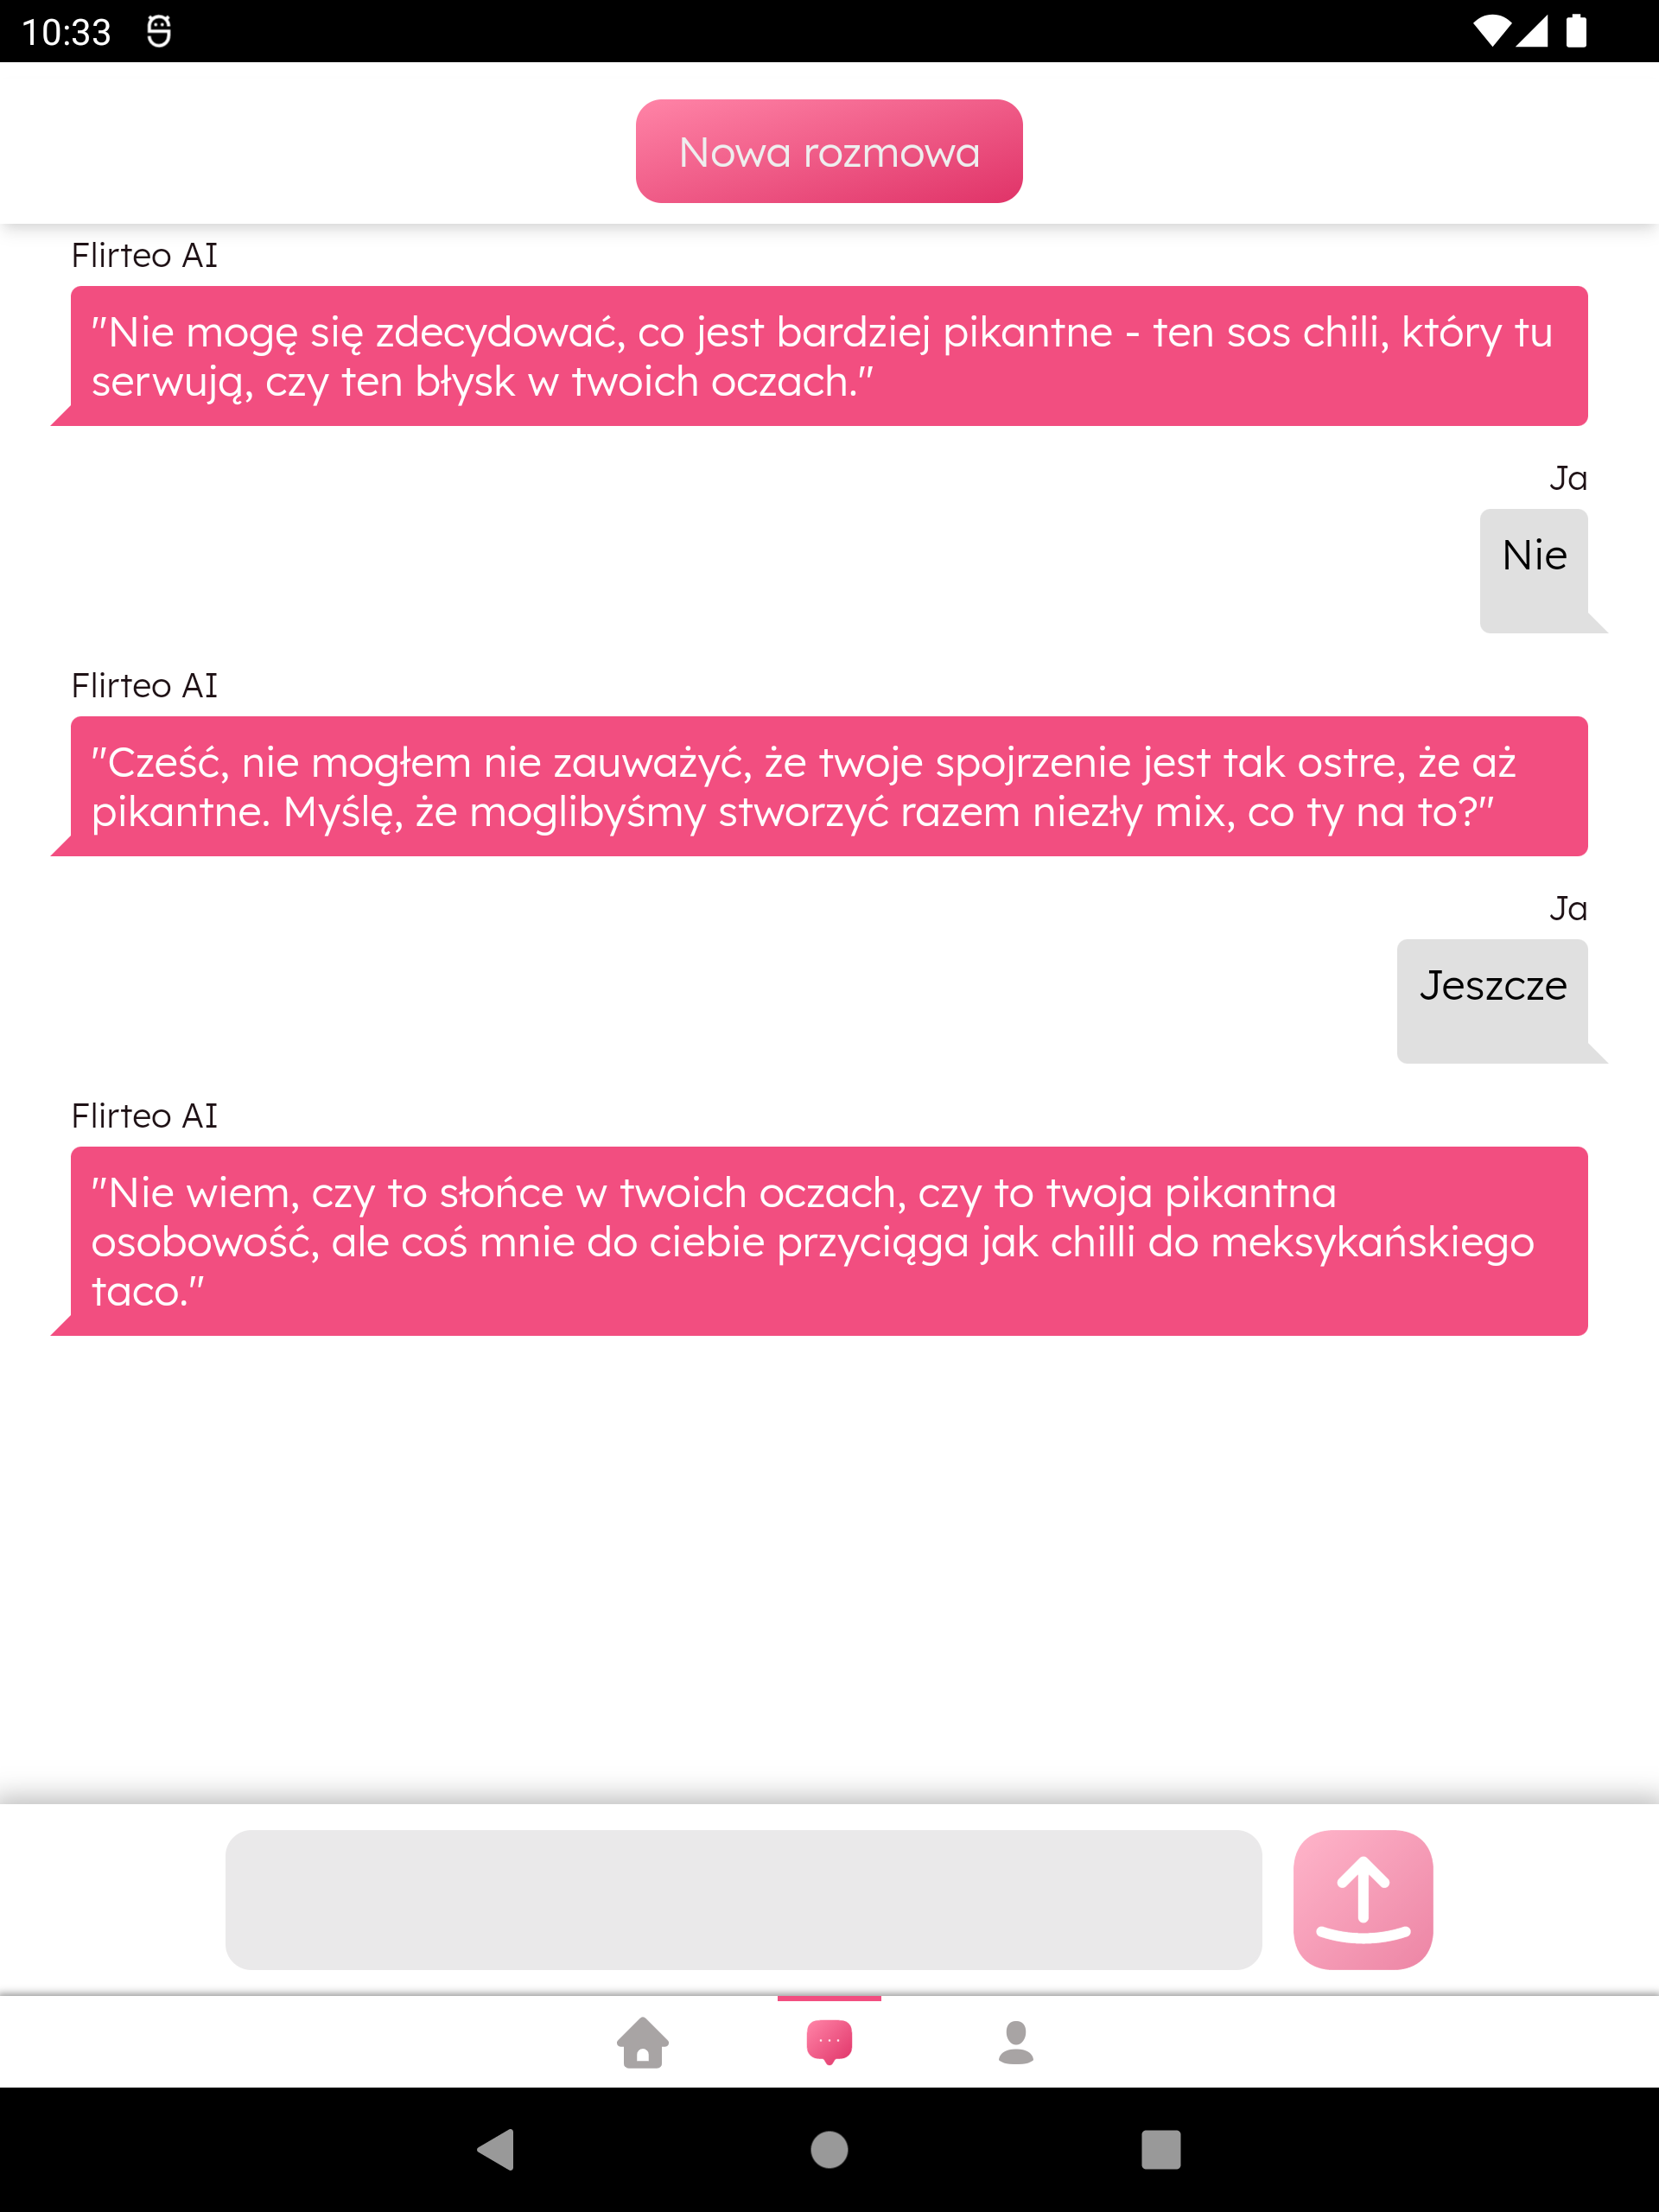 10:33
Nowa rozmowa
Flirteo AI
"Nie mogę się zdecydować, co jest bardziej pikantne - ten sos chili, który tu
serwują, czy ten błysk w twoich oczach."
Ja
Nie
Flirteo AI
"Cześć, nie mogłem nie zauważyć, że twoje spojrzenie jest tak ostre, że aż
pikantne. Myślę, że moglibyśmy stworzyć razem niezły mix, co ty na to?"
Ja
Jeszcze
Flirteo AI
"Nie wiem, czy to słońce w twoich oczach, czy to twoja pikantna
osobowość, ale coś mnie do ciebie przyciąga jak chilli do meksykańskiego
taco."